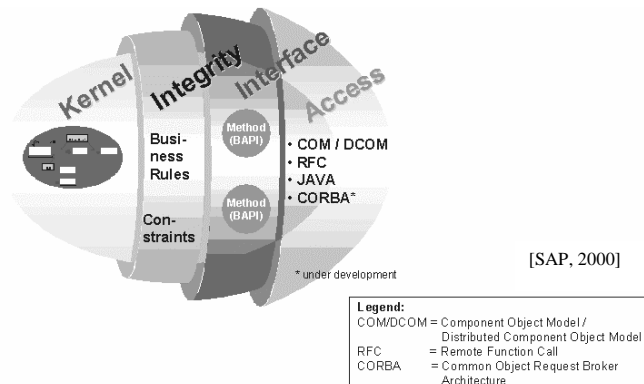 Kernel
Integrity
Interface
Access
Busi-
ness
Rules
Con-
straints
Method
(BAPI)
Method
(BAPI)
• COM / DCOM
• RFC
• JAVA
• CORBA*
* under development
[SAP, 2000]
Legend:
COM/DCOM = Component Object Model /
Distributed Component Object Model
RFC = Remote Function Call
CORBA = Common Object Request Broker
Architecture